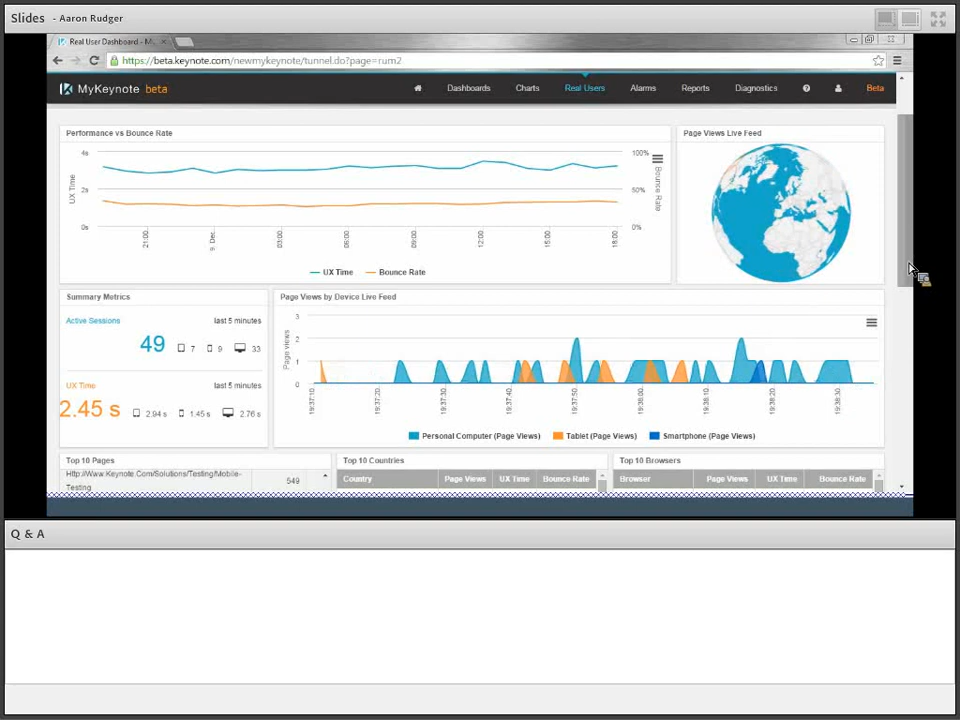 Slides - Aaron Rudger
Real User Dashboard - My
https://beta.keynote.com/newmykeynote/tunnel.do?page=rum2
MyKeynote beta
Dashboards Charts Real Users Alarms Reports Diagnostics Beta
Performance vs Bounce Rate
4s
2s
0s
UX Time
100%
50%
0%
Bounce Rate
21:00 9. Dec. 03:00 06:00 09:00 12:00 15:00 18:00
UX Time Bounce Rate
Page Views Live Feed
Summary Metrics
Active Sessions last 5 minutes
49 7 9 33
UX Time last 5 minutes
2.45 s 2.94 s 1.45 s 2.76 s
Page Views by Device Live Feed
3
2
1
0
Page views
19:37:10 19:37:20 19:37:30 19:37:40 19:37:50 19:38:00 19:38:10 19:38:20 19:38:30
Personal Computer (Page Views) Tablet (Page Views) Smartphone (Page Views)
Top 10 Pages
Http://Www.Keynote.Com/Solutions/Testing/Mobile-
Testing 549
Top 10 Countries
Country Page Views UX Time Bounce Rate
Top 10 Browsers
Browser Page Views UX Time Bounce Rate
Q & A